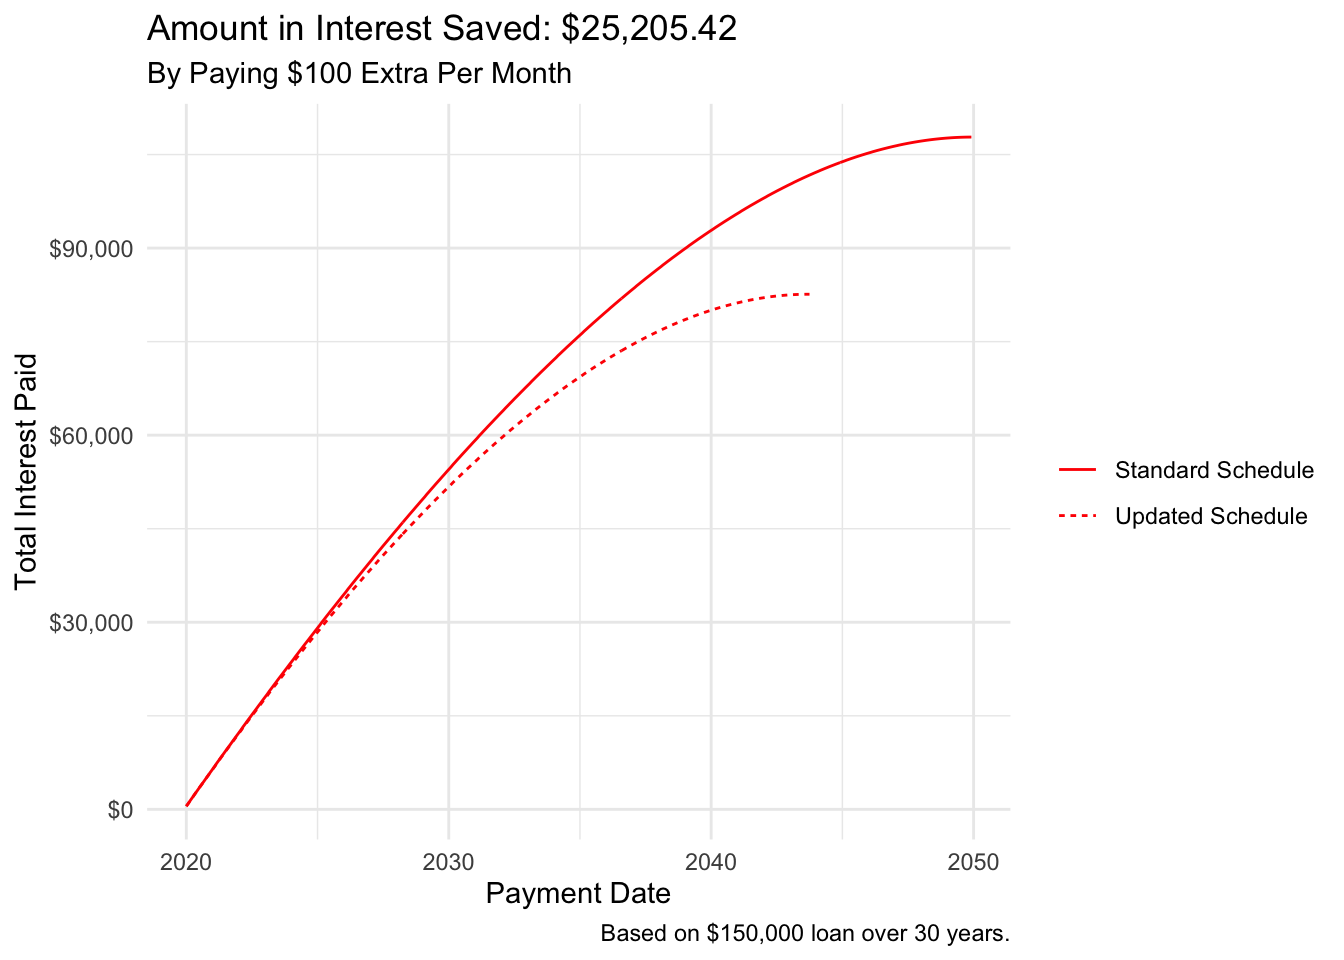 Amount in Interest Saved: $25,205.42
By Paying $100 Extra Per Month
Total Interest Paid
$90,000
$60,000
$30,000
$0
2020 2030 2040 2050
Payment Date
Standard Schedule
Updated Schedule
Based on $150,000 loan over 30 years.